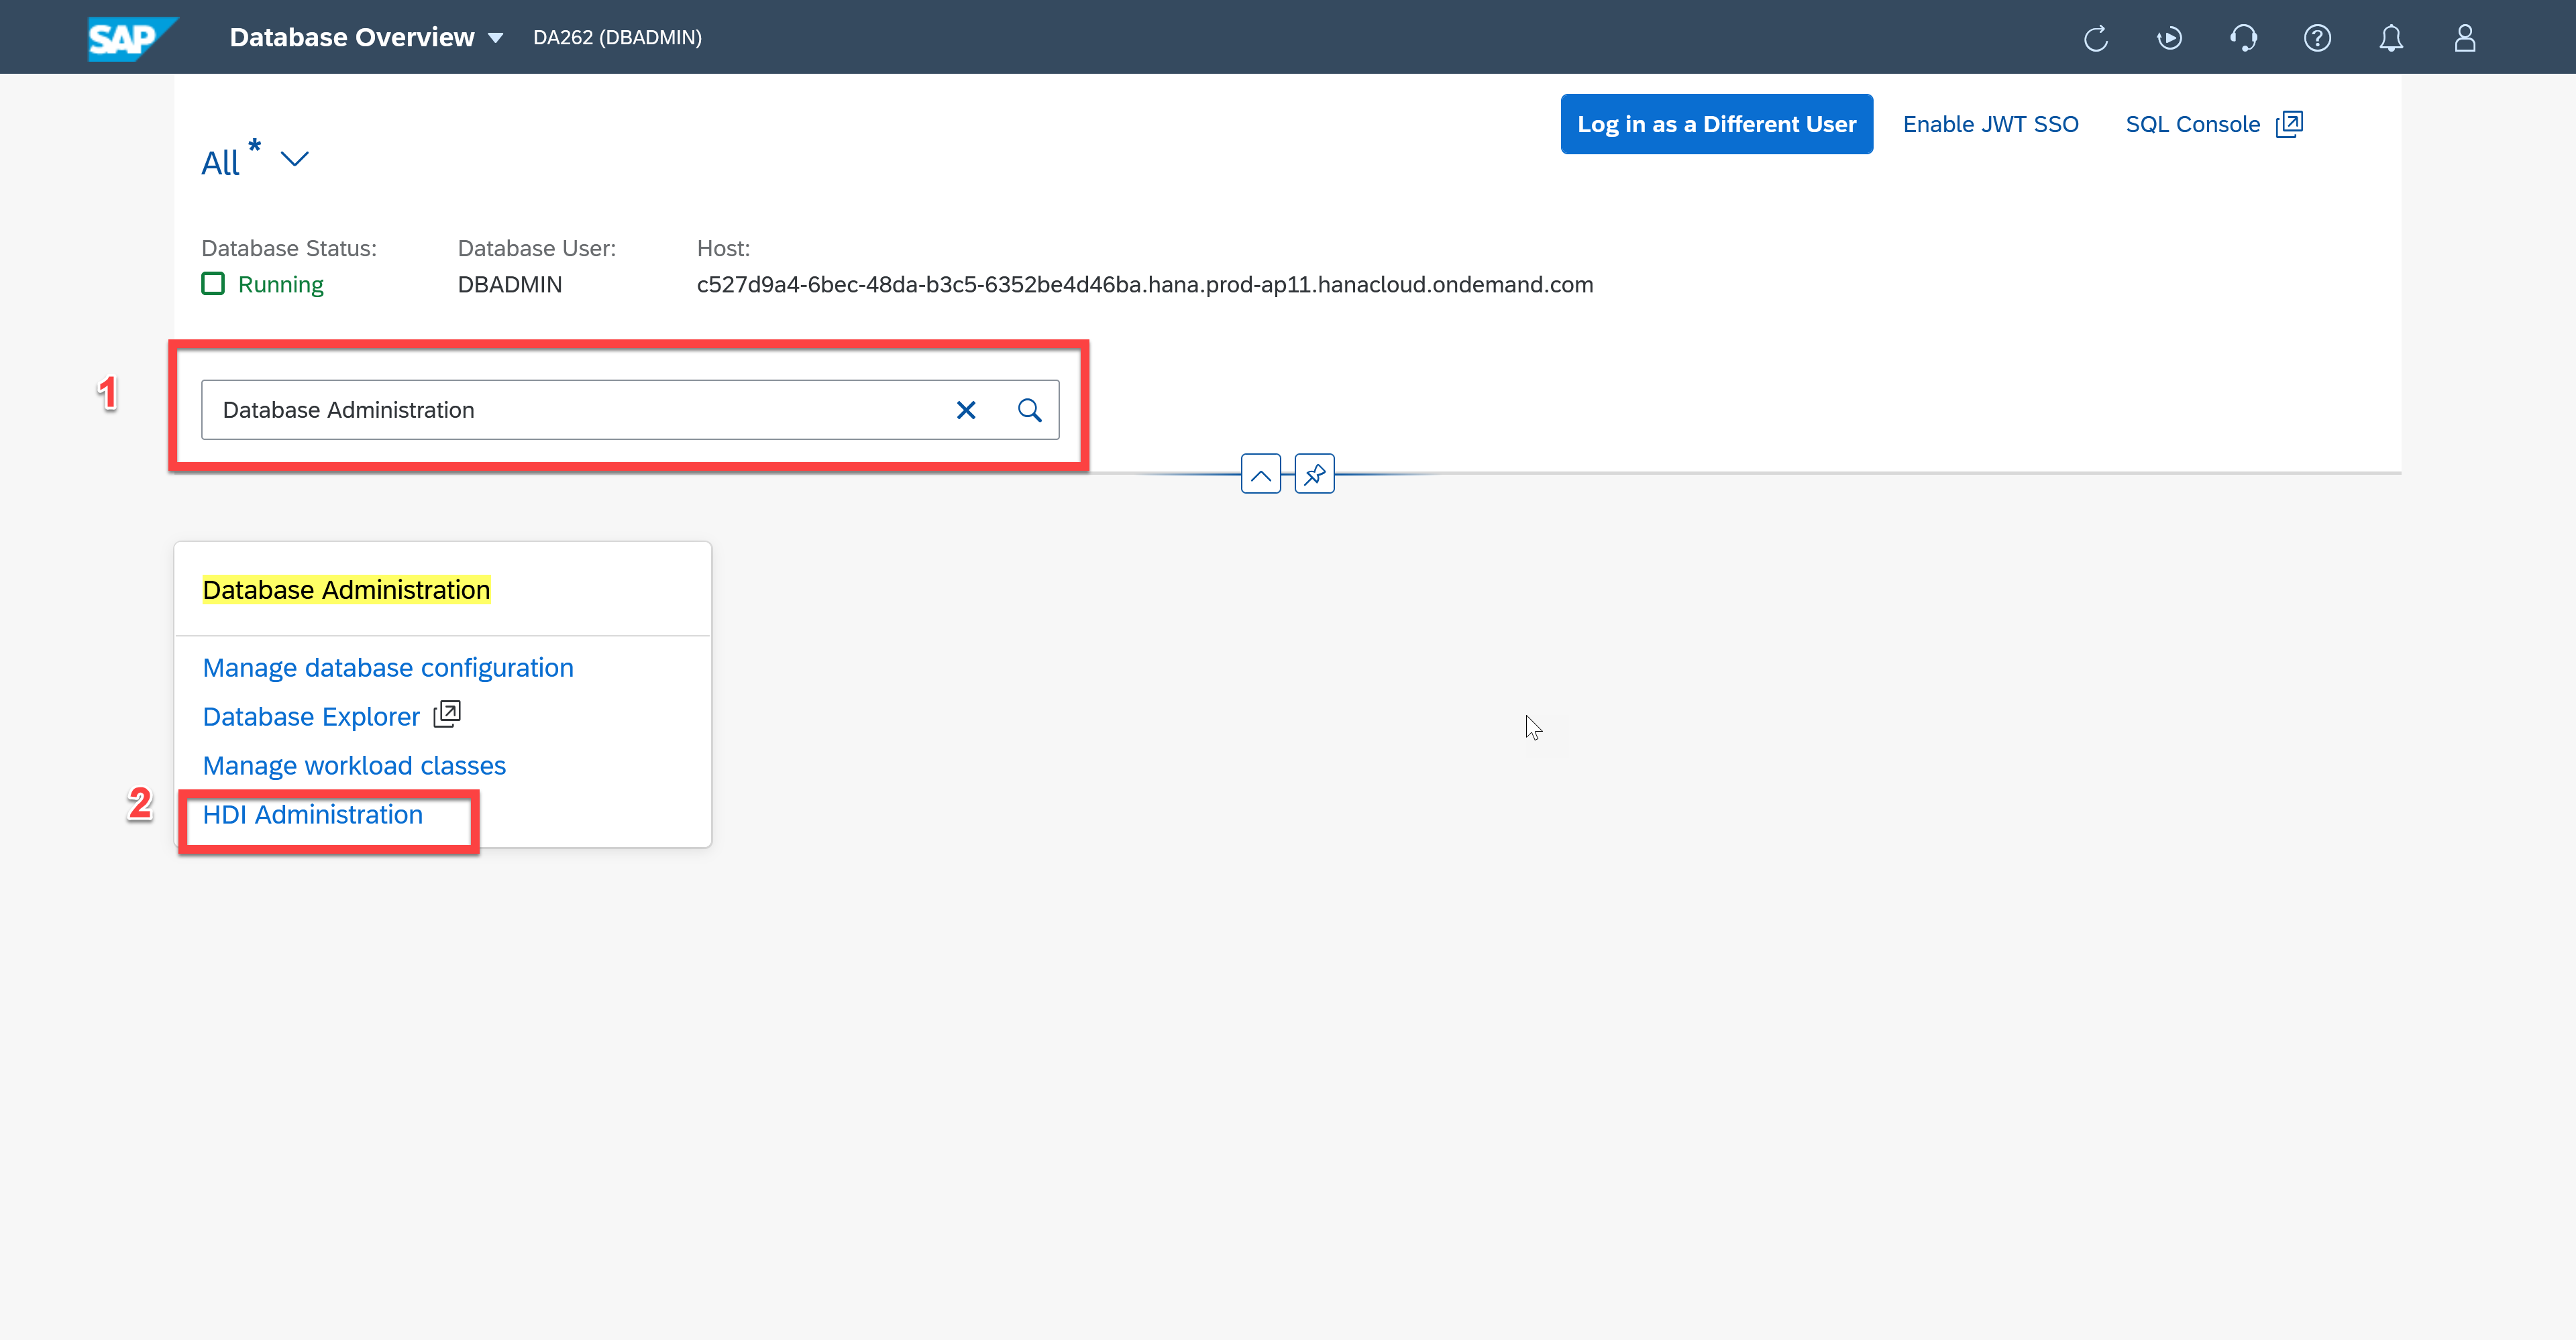 SAP Database Overview DA262 (DBADMIN)
Log in as a Different User Enable JWT SSO SQL Console
All *
Database Status: Database User: Host:
Running DBADMIN c527d9a4-6bec-48da-b3c5-6352be4d46ba.hana.prod-ap11.hanacloud.ondemand.com
1
Database Administration
Database Administration
Manage database configuration
Database Explorer
Manage workload classes
2
HDI Administration